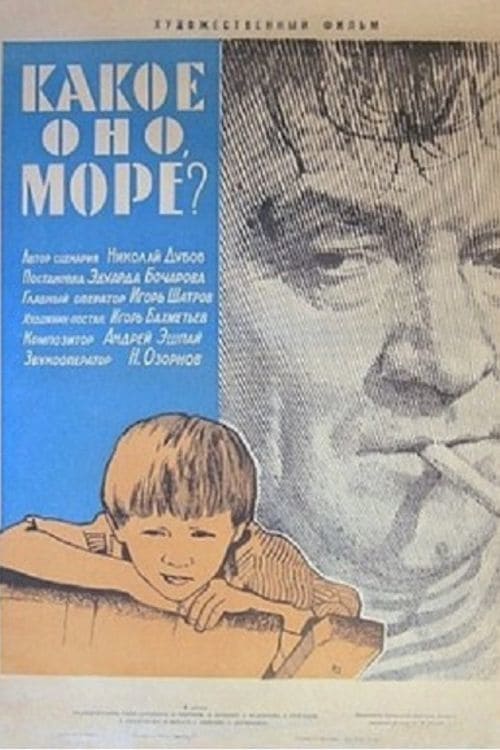 ХУДОЖЕСТВЕННЫЙ ФИЛЬМ
КАКОЕ
ОНО,
МОРЕ?
Автор сценария Николай Дубов
Постановка Эдуарда Бочарова
Главный оператор Игорь Шатров
Художник-постан. Игорь Бахметьев
Композитор Андрей Эшпай
Звукооператор Н. Озорнов